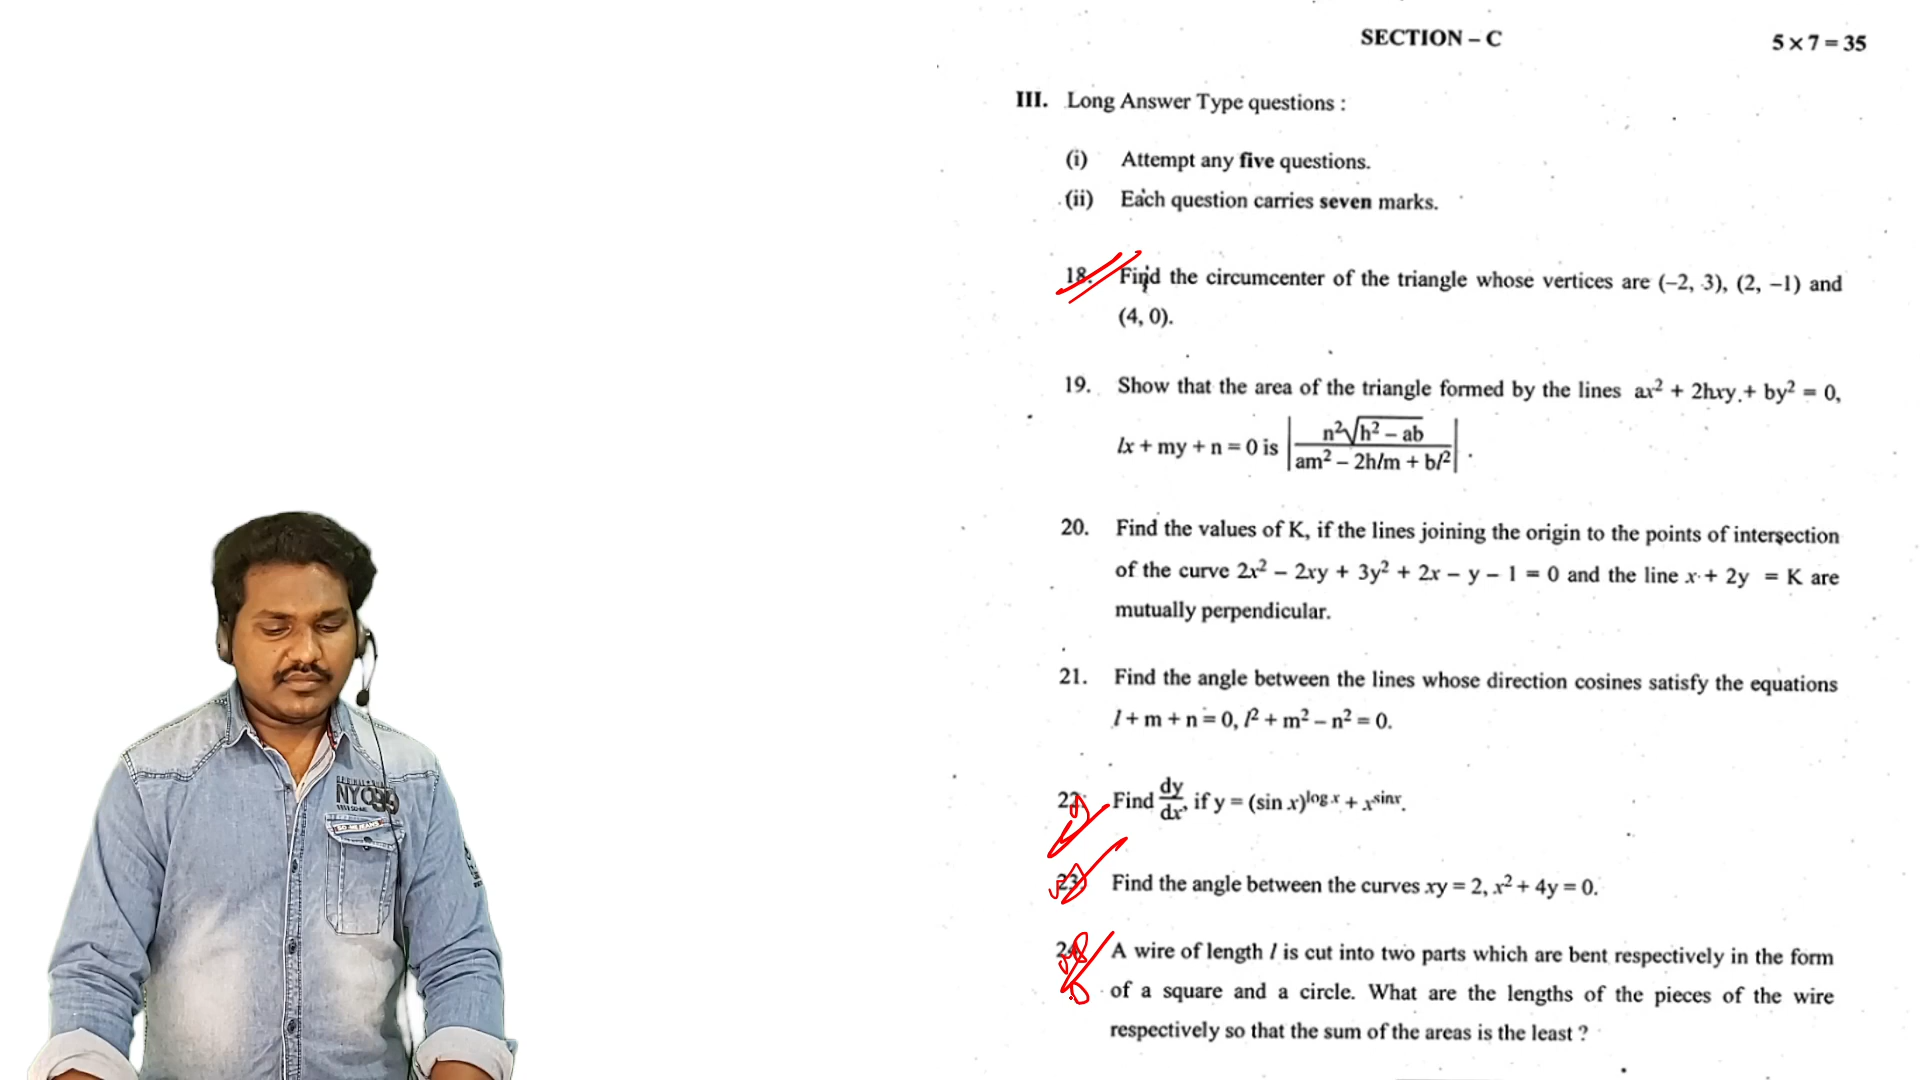 SECTION – C
5 × 7 = 35
III. Long Answer Type questions :
(i) Attempt any five questions.
(ii) Each question carries seven marks.
18. Find the circumcenter of the triangle whose vertices are (–2, 3), (2, –1) and
(4, 0).
19. Show that the area of the triangle formed by the lines ax² + 2hxy + by² = 0,
lx + my + n = 0 is | n²√(h² – ab) / (am² – 2hlm + bl²) | .
20. Find the values of K, if the lines joining the origin to the points of intersection
of the curve 2x² – 2xy + 3y² + 2x – y – 1 = 0 and the line x + 2y = K are
mutually perpendicular.
21. Find the angle between the lines whose direction cosines satisfy the equations
l + m + n = 0, l² + m² – n² = 0.
22. Find dy/dx, if y = (sin x)^(log x) + x^(sinx).
23. Find the angle between the curves xy = 2, x² + 4y = 0.
24. A wire of length l is cut into two parts which are bent respectively in the form
of a square and a circle. What are the lengths of the pieces of the wire
respectively so that the sum of the areas is the least ?
NYC